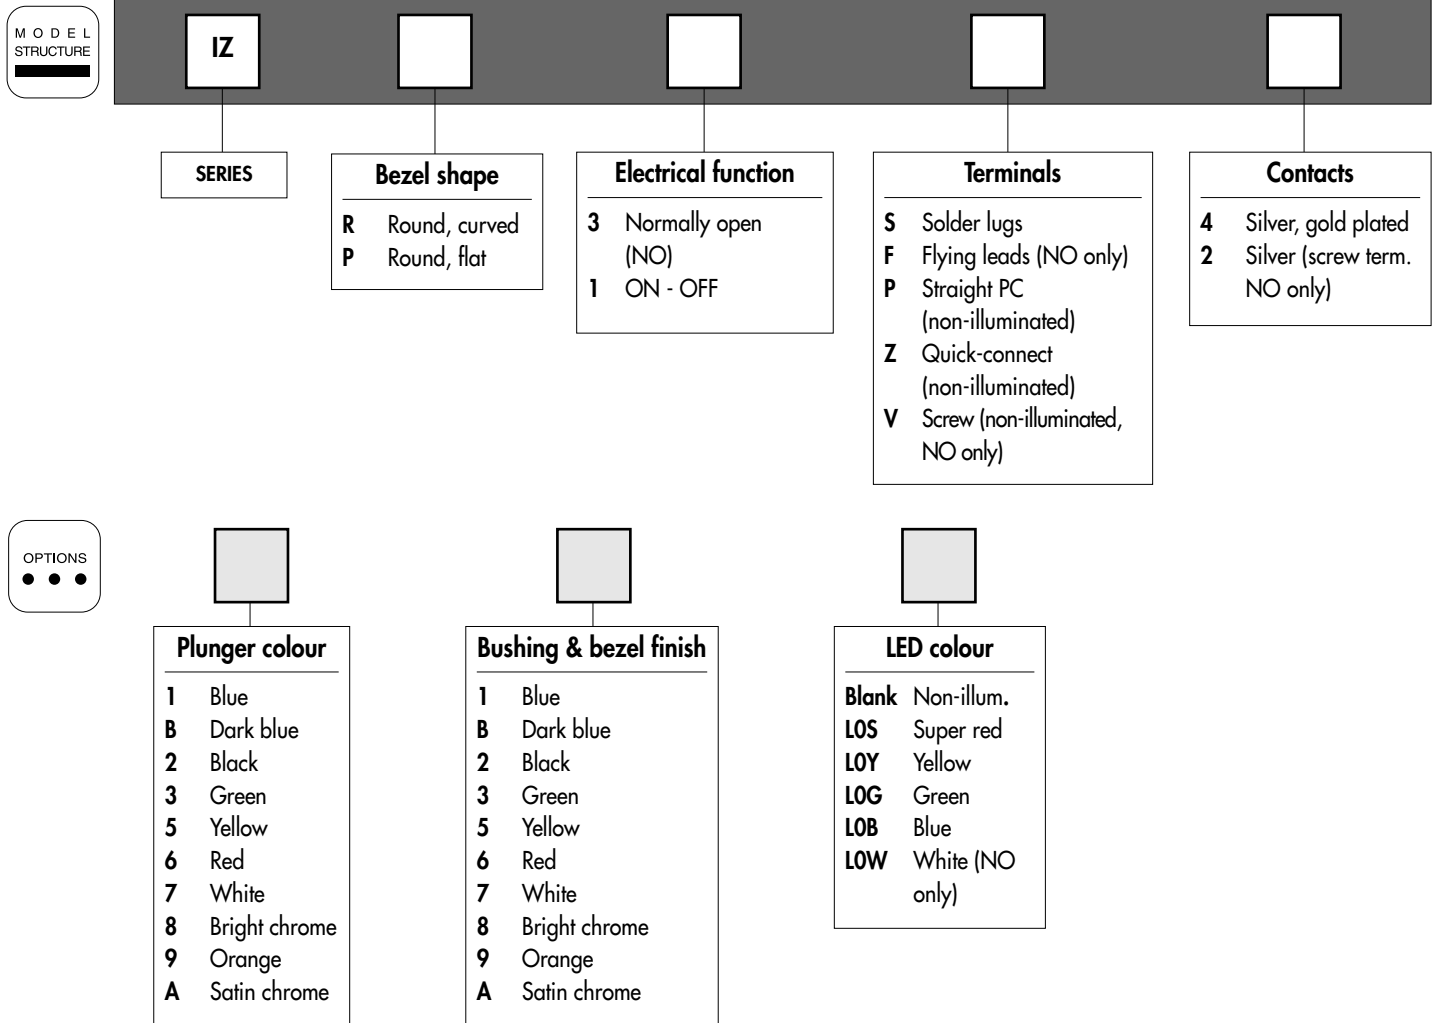 MODEL
STRUCTURE
IZ
SERIES
Bezel shape
R Round, curved
P Round, flat
Electrical function
3 Normally open
(NO)
1 ON - OFF
Terminals
S Solder lugs
F Flying leads (NO only)
P Straight PC
(non-illuminated)
Z Quick-connect
(non-illuminated)
V Screw (non-illuminated,
NO only)
Contacts
4 Silver, gold plated
2 Silver (screw term.
NO only)
OPTIONS
Plunger colour
1 Blue
B Dark blue
2 Black
3 Green
5 Yellow
6 Red
7 White
8 Bright chrome
9 Orange
A Satin chrome
Bushing & bezel finish
1 Blue
B Dark blue
2 Black
3 Green
5 Yellow
6 Red
7 White
8 Bright chrome
9 Orange
A Satin chrome
LED colour
Blank Non-illum.
L0S Super red
L0Y Yellow
L0G Green
L0B Blue
L0W White (NO
only)